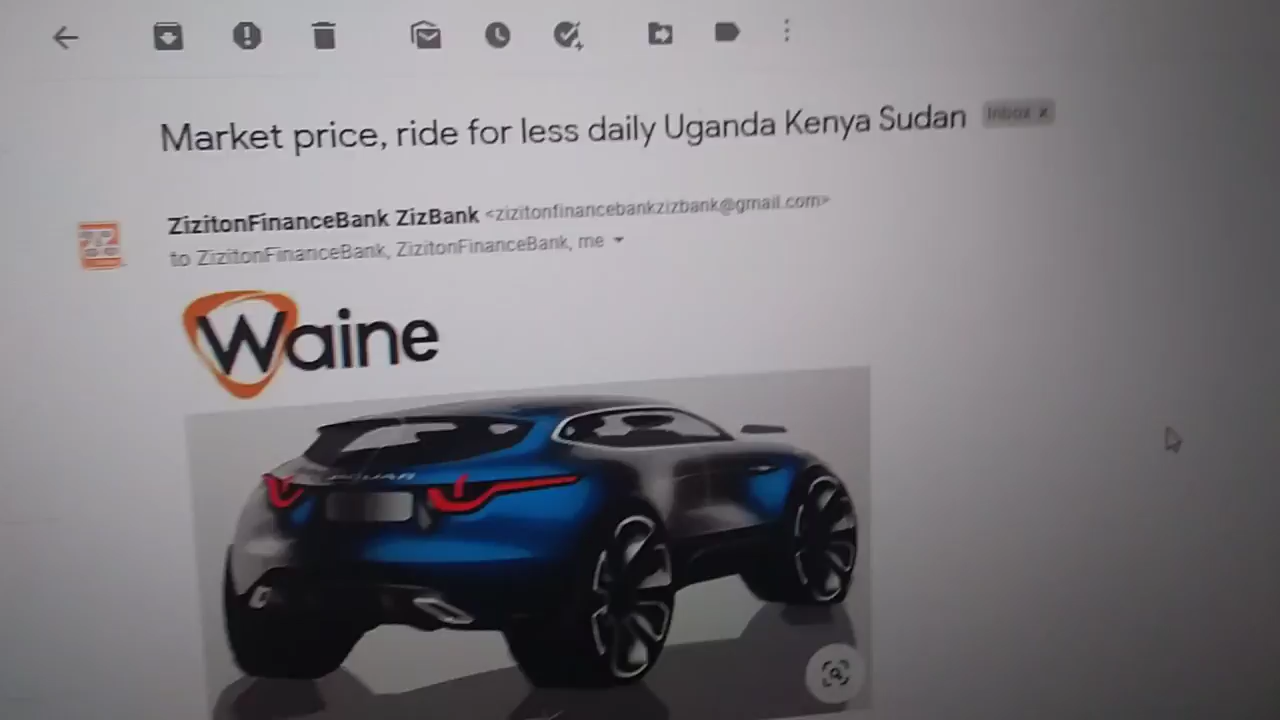 Market price, ride for less daily Uganda Kenya Sudan Inbox x
ZizitonFinanceBank ZizBank <zizitonfinancebankzizbank@gmail.com>
to ZizitonFinanceBank, ZizitonFinanceBank, me
Waine